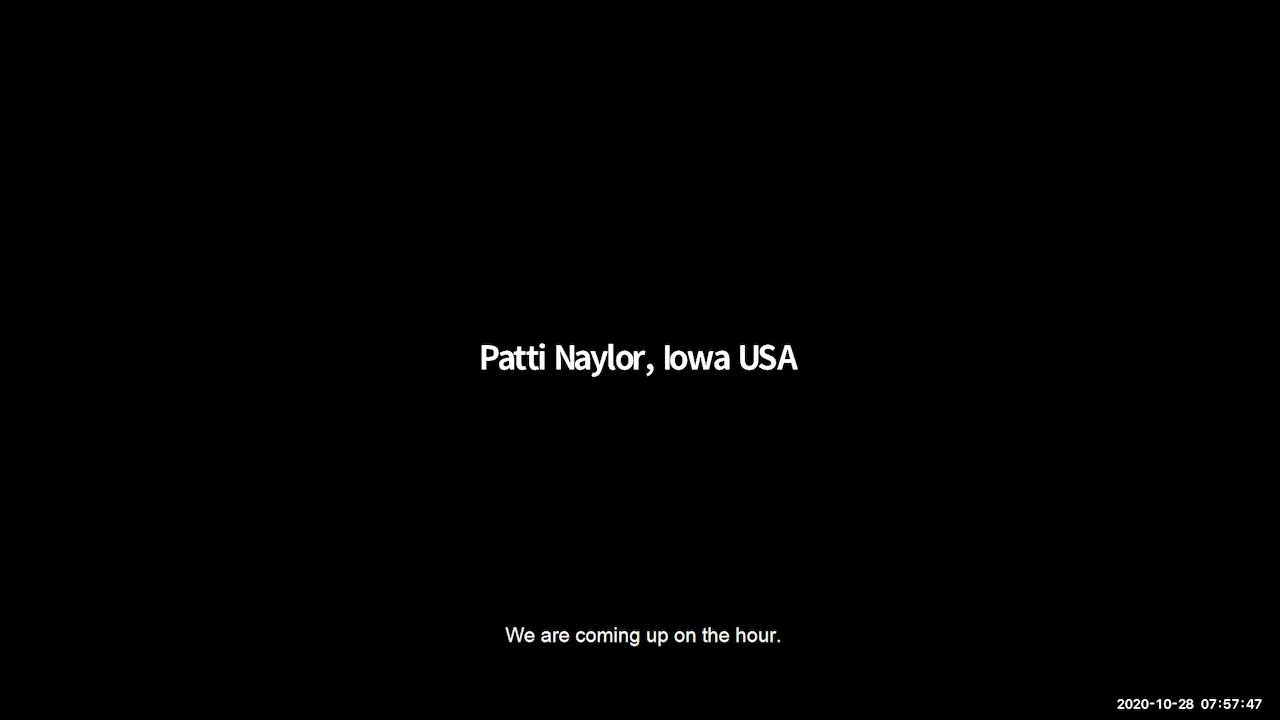 Patti Naylor, Iowa USA
We are coming up on the hour.
2020-10-28 07:57:47